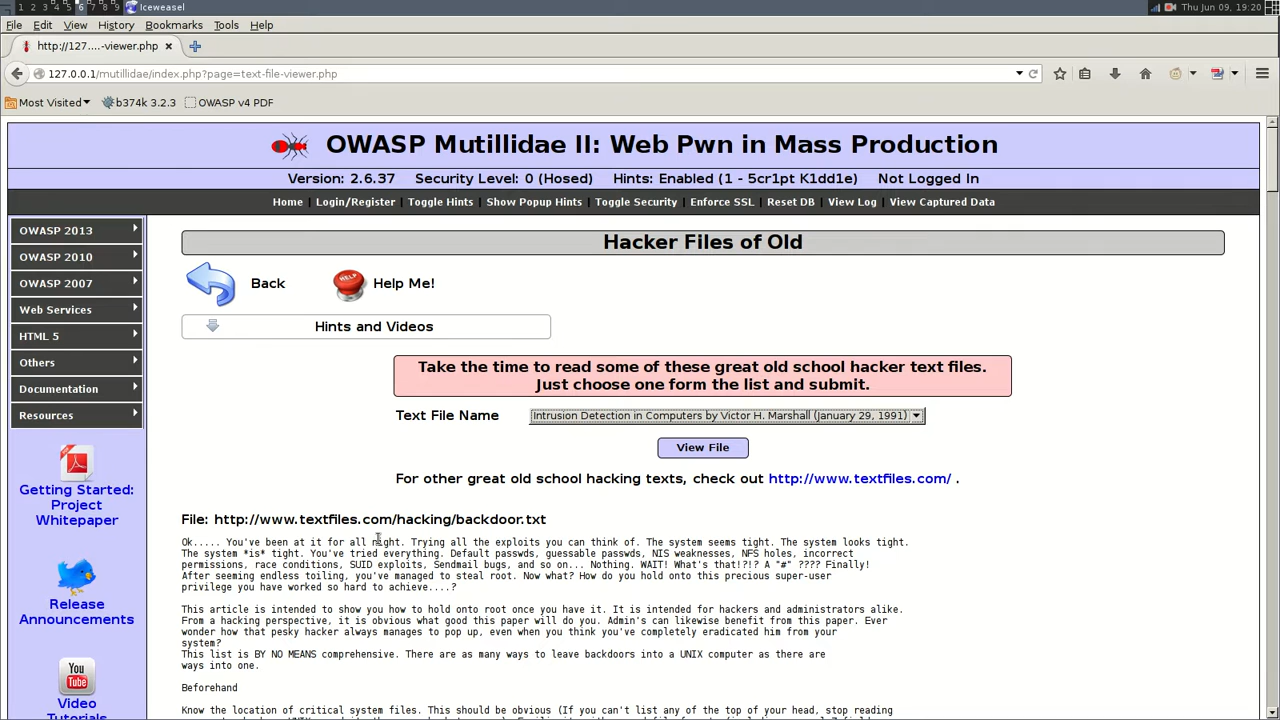 1 2 3 4 5 6 7 8 9 Iceweasel Thu Jun 09, 19:20
File Edit View History Bookmarks Tools Help
http://127....-viewer.php
127.0.0.1/mutillidae/index.php?page=text-file-viewer.php
Most Visited b374k 3.2.3 OWASP v4 PDF
OWASP Mutillidae II: Web Pwn in Mass Production
Version: 2.6.37 Security Level: 0 (Hosed) Hints: Enabled (1 - 5cr1pt K1dd1e) Not Logged In
Home Login/Register Toggle Hints Show Popup Hints Toggle Security Enforce SSL Reset DB View Log View Captured Data
OWASP 2013
OWASP 2010
OWASP 2007
Web Services
HTML 5
Others
Documentation
Resources
Getting Started:
Project
Whitepaper
Release
Announcements
You
Tube
Video
Tutorials
Hacker Files of Old
Back Help Me!
HELP
Hints and Videos
Take the time to read some of these great old school hacker text files.
Just choose one form the list and submit.
Text File Name Intrusion Detection in Computers by Victor H. Marshall (January 29, 1991)
View File
For other great old school hacking texts, check out http://www.textfiles.com/ .
File: http://www.textfiles.com/hacking/backdoor.txt
Ok..... You've been at it for all night. Trying all the exploits you can think of. The system seems tight. The system looks tight.
The system *is* tight. You've tried everything. Default passwds, guessable passwds, NIS weaknesses, NFS holes, incorrect
permissions, race conditions, SUID exploits, Sendmail bugs, and so on... Nothing. WAIT! What's that!?!? A "#" ???? Finally!
After seeming endless toiling, you've managed to steal root. Now what? How do you hold onto this precious super-user
privilege you have worked so hard to achieve....?
This article is intended to show you how to hold onto root once you have it. It is intended for hackers and administrators alike.
From a hacking perspective, it is obvious what good this paper will do you. Admin's can likewise benefit from this paper. Ever
wonder how that pesky hacker always manages to pop up, even when you think you've completely eradicated him from your
system?
This list is BY NO MEANS comprehensive. There are as many ways to leave backdoors into a UNIX computer as there are
ways into one.
Beforehand
Know the location of critical system files. This should be obvious (If you can't list any of the top of your head, stop reading